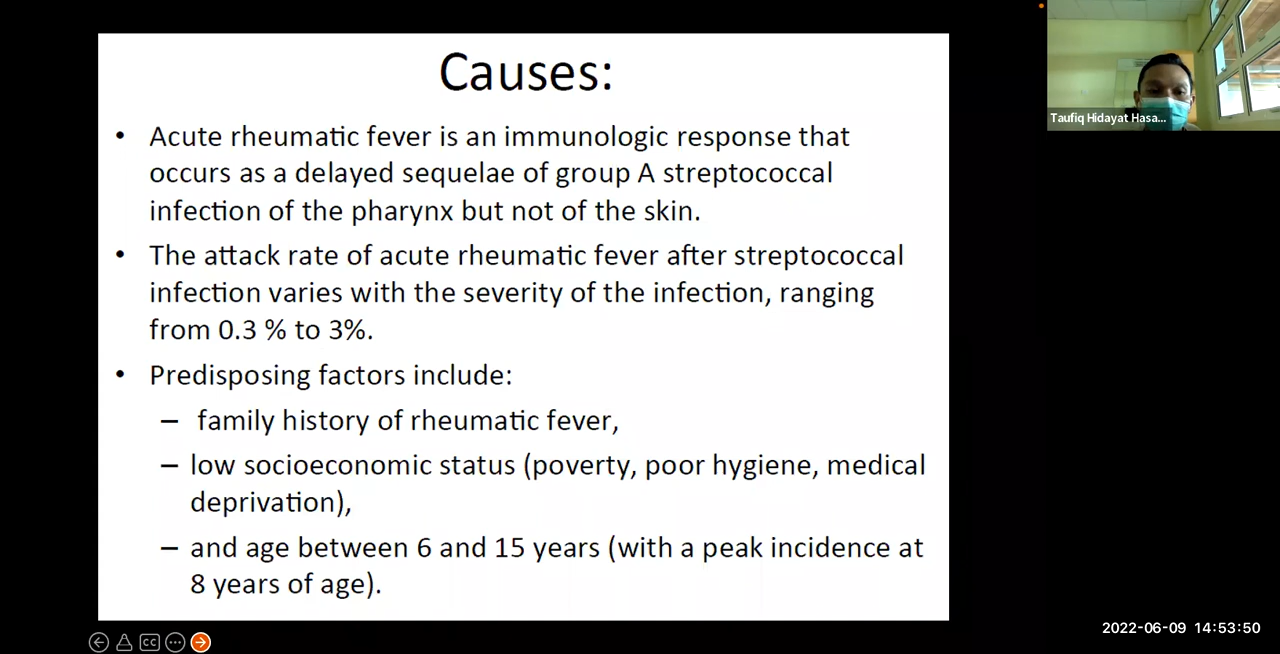 Causes:
• Acute rheumatic fever is an immunologic response that
occurs as a delayed sequelae of group A streptococcal
infection of the pharynx but not of the skin.
• The attack rate of acute rheumatic fever after streptococcal
infection varies with the severity of the infection, ranging
from 0.3 % to 3%.
• Predisposing factors include:
– family history of rheumatic fever,
– low socioeconomic status (poverty, poor hygiene, medical
deprivation),
– and age between 6 and 15 years (with a peak incidence at
8 years of age).
Taufiq Hidayat Hasa...
CC
2022-06-09 14:53:50